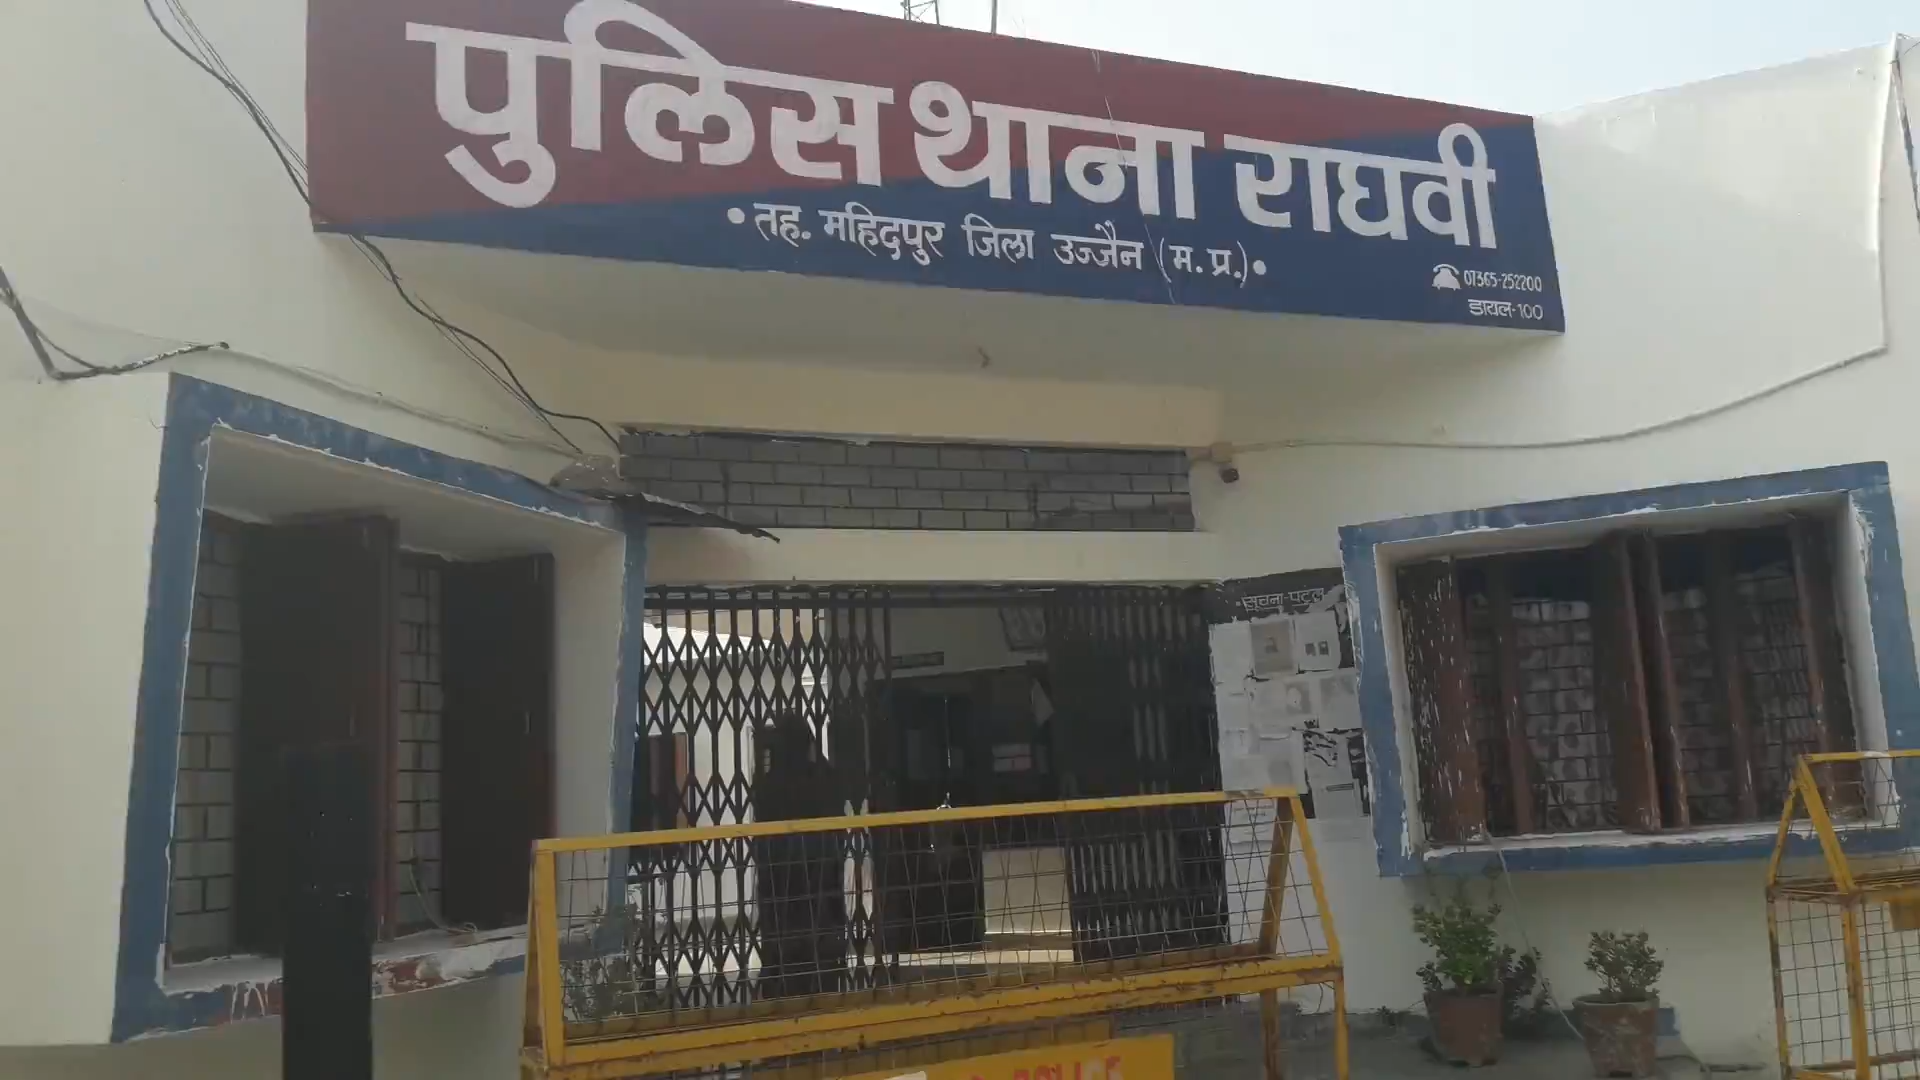 पुलिस थाना राघवी
• तह. महिदपुर जिला उज्जैन (म. प्र.) •
07365-252200
डायल-100
सूचना-पटल